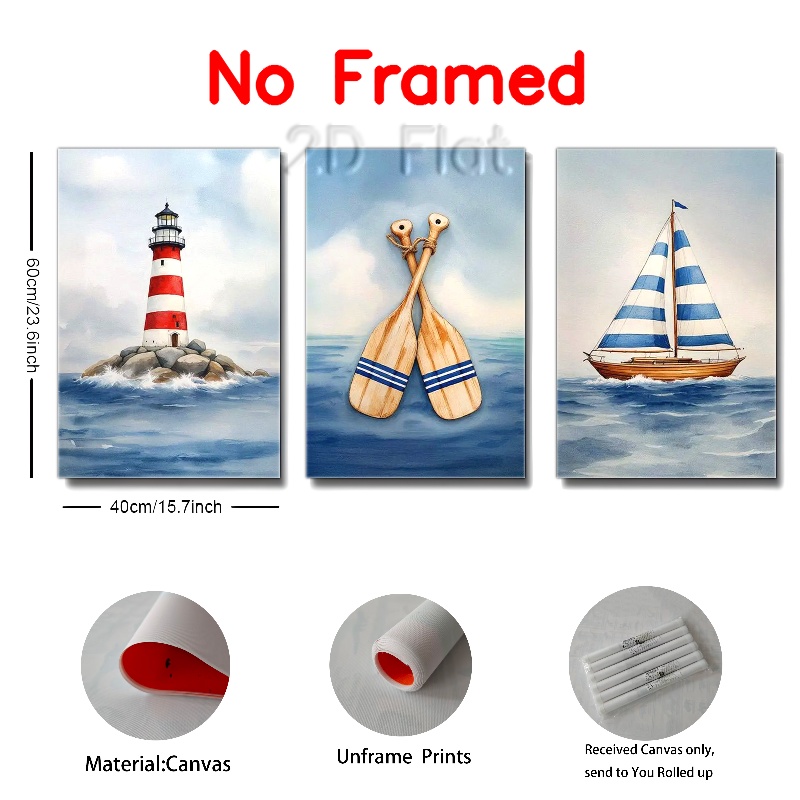 No Framed
2D Flat
60cm/23.6inch
40cm/15.7inch
Material:Canvas
Unframe Prints
Received Canvas only,
send to You Rolled up